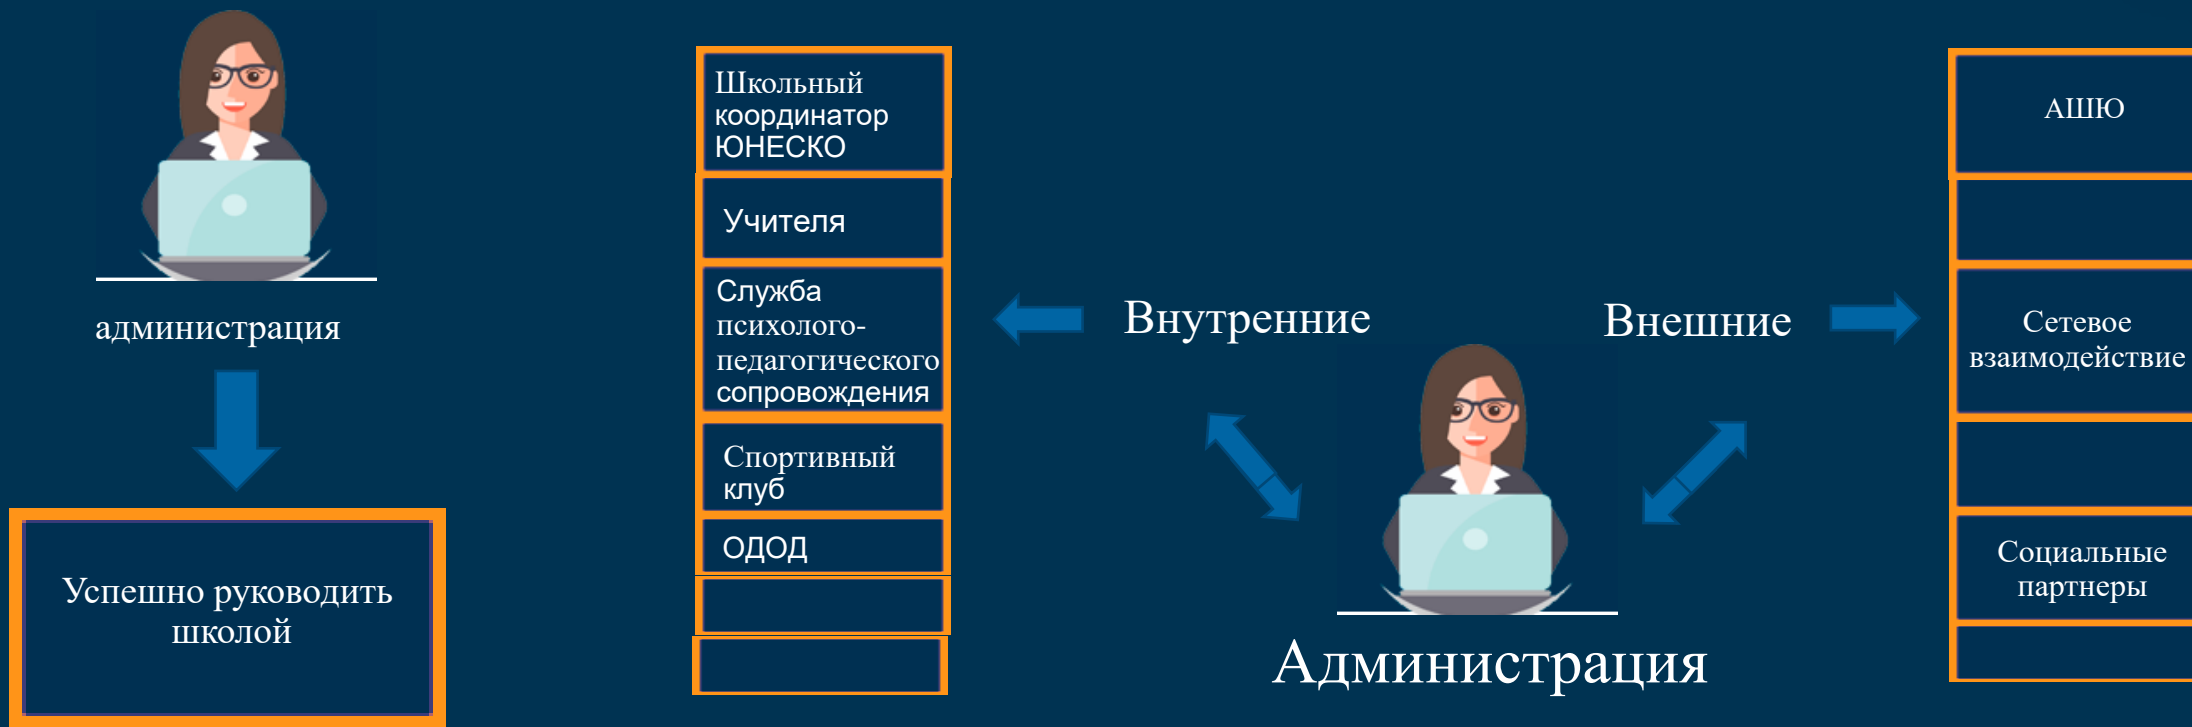 администрация
Успешно руководить
школой
Школьный
координатор
ЮНЕСКО
Учителя
Служба
психолого-
педагогического
сопровождения
Спортивный
клуб
ОДОД
Внутренние
Внешние
Администрация
АШЮ
Сетевое
взаимодействие
Социальные
партнеры